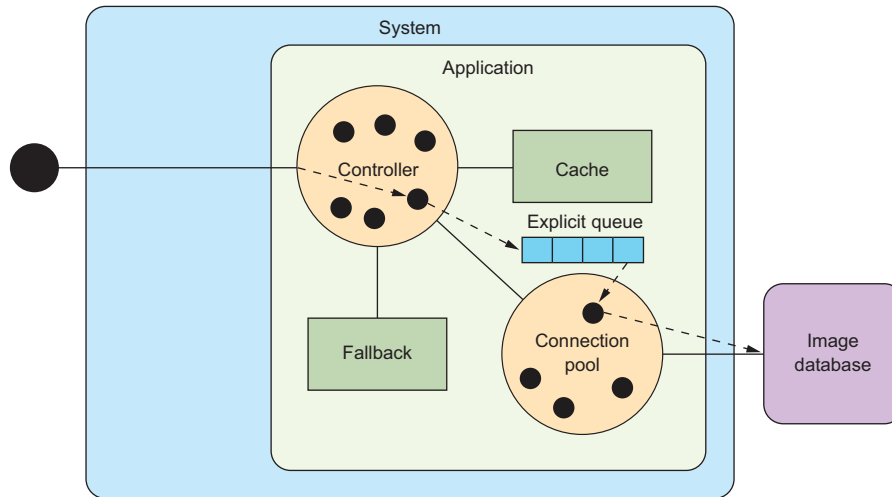 System
Application
Controller
Cache
Explicit queue
Fallback
Connection
pool
Image
database